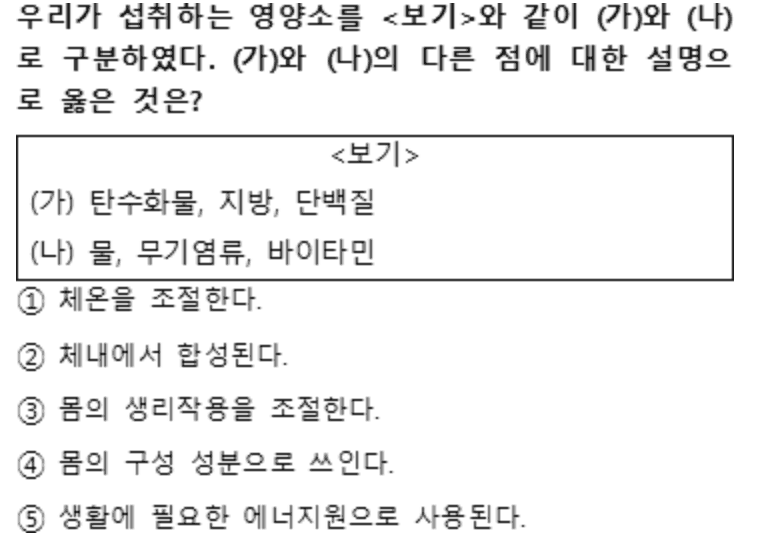 우리가 섭취하는 영양소를 <보기>와 같이 (가)와 (나)
로 구분하였다. (가)와 (나)의 다른 점에 대한 설명으
로 옳은 것은?
<보기>
(가) 탄수화물, 지방, 단백질
(나) 물, 무기염류, 바이타민
① 체온을 조절한다.
② 체내에서 합성된다.
③ 몸의 생리작용을 조절한다.
④ 몸의 구성 성분으로 쓰인다.
⑤ 생활에 필요한 에너지원으로 사용된다.